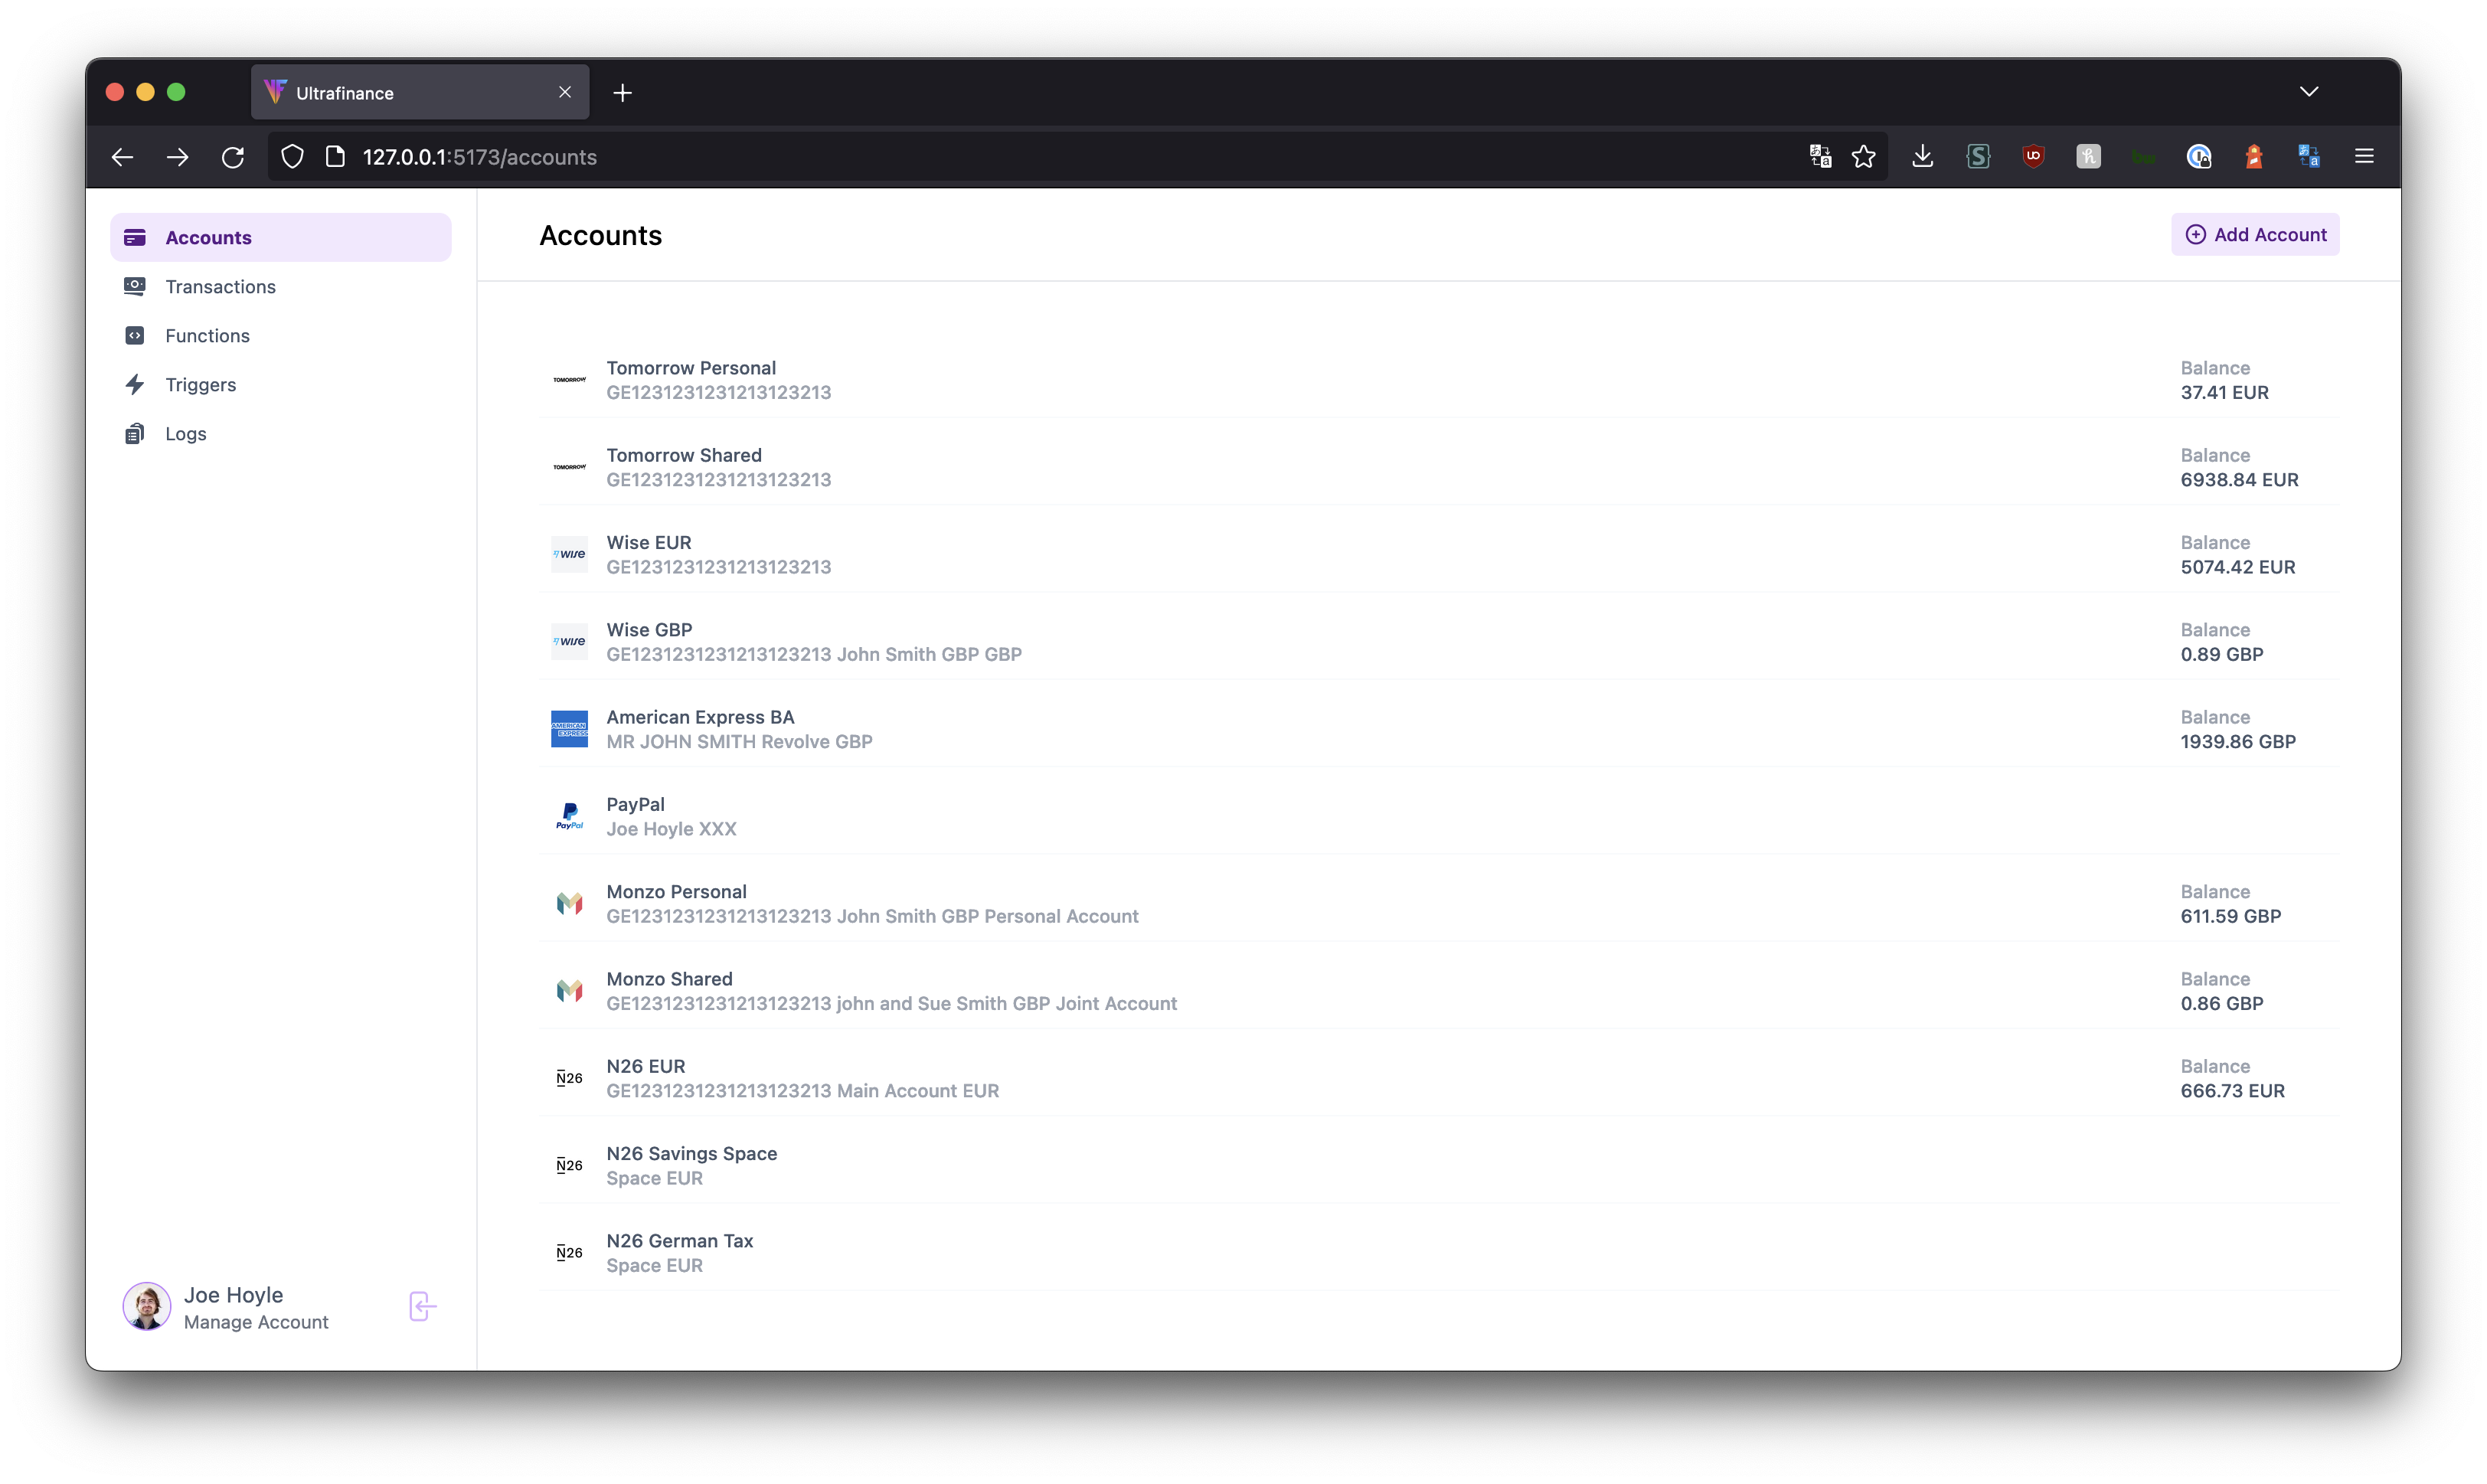 Ultrafinance
127.0.0.1:5173/accounts
Accounts
Transactions
Functions
Triggers
Logs
Accounts
Add Account
TOMORROW
Tomorrow Personal
GE1231231231213123213
Balance
37.41 EUR
TOMORROW
Tomorrow Shared
GE1231231231213123213
Balance
6938.84 EUR
WISE
Wise EUR
GE1231231231213123213
Balance
5074.42 EUR
WISE
Wise GBP
GE1231231231213123213 John Smith GBP GBP
Balance
0.89 GBP
AMERICAN
EXPRESS
American Express BA
MR JOHN SMITH Revolve GBP
Balance
1939.86 GBP
PayPal
PayPal
Joe Hoyle XXX
Monzo Personal
GE1231231231213123213 John Smith GBP Personal Account
Balance
611.59 GBP
Monzo Shared
GE1231231231213123213 john and Sue Smith GBP Joint Account
Balance
0.86 GBP
N26
N26 EUR
GE1231231231213123213 Main Account EUR
Balance
666.73 EUR
N26
N26 Savings Space
Space EUR
N26
N26 German Tax
Space EUR
Joe Hoyle
Manage Account